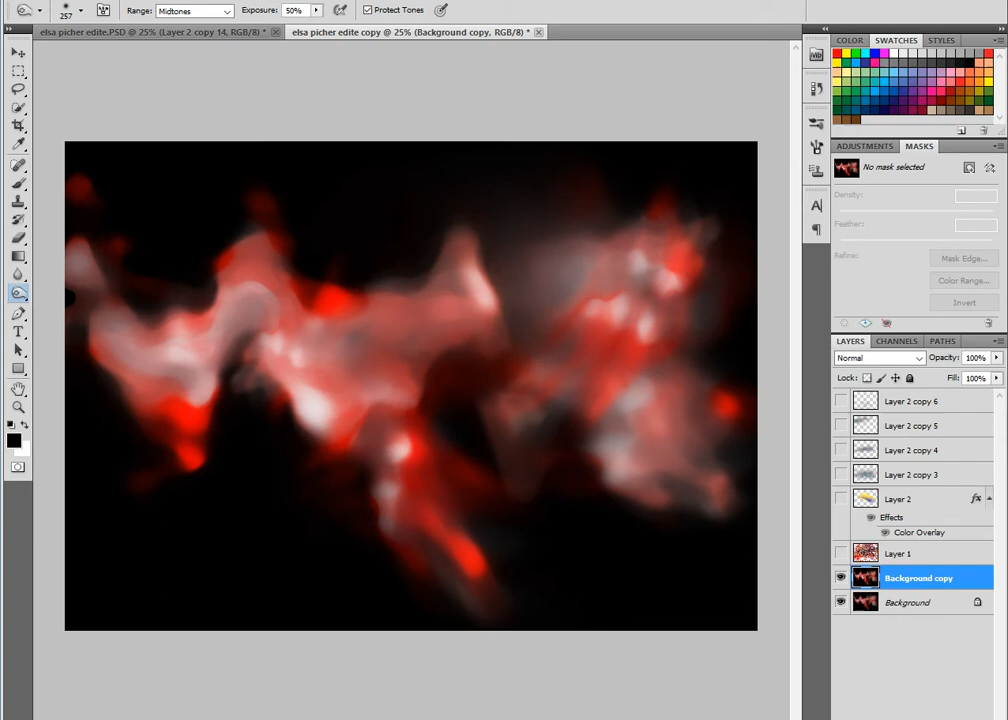 257
Range: Midtones
Exposure: 50%
Protect Tones
elsa picher edite.PSD @ 25% (Layer 2 copy 14, RGB/8) *
elsa picher edite copy @ 25% (Background copy, RGB/8) *
COLOR SWATCHES STYLES
ADJUSTMENTS MASKS
No mask selected
Density:
Feather:
Refine:
Mask Edge...
Color Range...
Invert
LAYERS CHANNELS PATHS
Normal
Opacity: 100%
Lock:
Fill: 100%
Layer 2 copy 6
Layer 2 copy 5
Layer 2 copy 4
Layer 2 copy 3
Layer 2
fx
Effects
Color Overlay
Layer 1
Background copy
Background